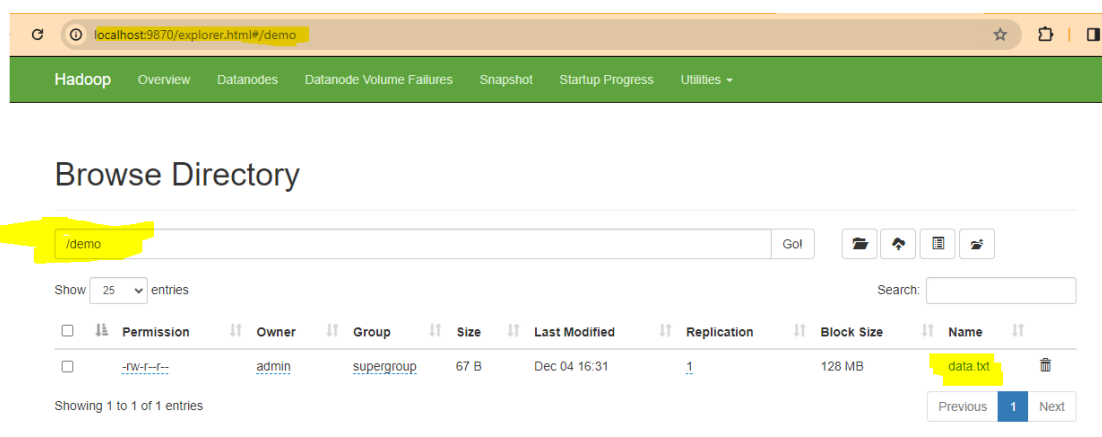 localhost:9870/explorer.html#/demo
Hadoop Overview Datanodes Datanode Volume Failures Snapshot Startup Progress Utilities
Browse Directory
/demo Go!
Show 25 entries Search:
Permission Owner Group Size Last Modified Replication Block Size Name
-rw-r--r-- admin supergroup 67 B Dec 04 16:31 1 128 MB data.txt
Showing 1 to 1 of 1 entries Previous 1 Next